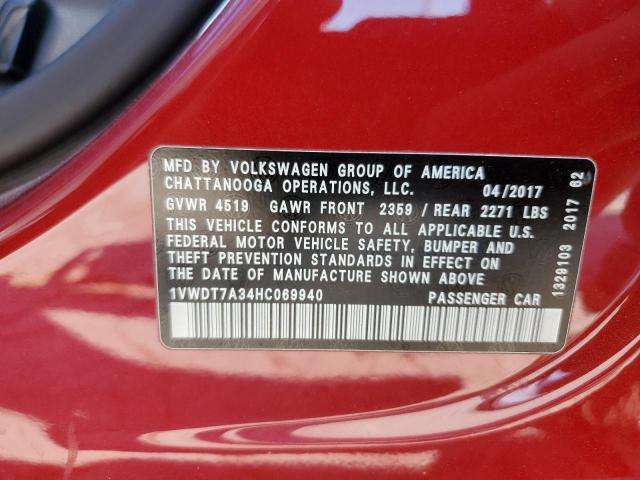 MFD BY VOLKSWAGEN GROUP OF AMERICA
CHATTANOOGA OPERATIONS, LLC. 04/2017
GVWR 4519 GAWR FRONT 2359 / REAR 2271 LBS
THIS VEHICLE CONFORMS TO ALL APPLICABLE U.S.
FEDERAL MOTOR VEHICLE SAFETY, BUMPER AND
THEFT PREVENTION STANDARDS IN EFFECT ON
THE DATE OF MANUFACTURE SHOWN ABOVE
1VWDT7A34HC069940 PASSENGER CAR
1329103 2017 62